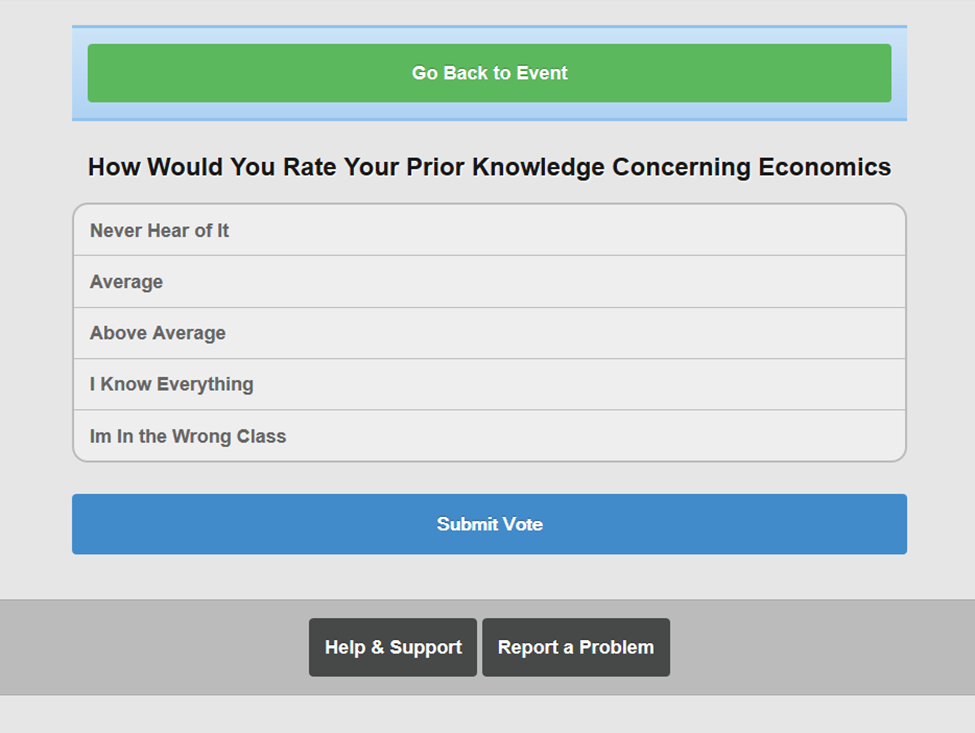 Go Back to Event
How Would You Rate Your Prior Knowledge Concerning Economics
Never Hear of It
Average
Above Average
I Know Everything
Im In the Wrong Class
Submit Vote
Help & Support
Report a Problem